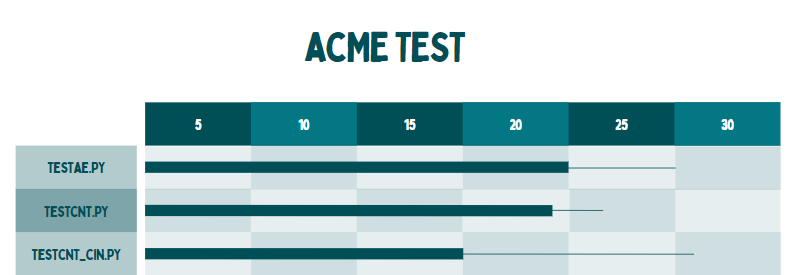 ACME TEST
5 10 15 20 25 30
TESTAE.PY
TESTCNT.PY
TESTCNT_CIN.PY